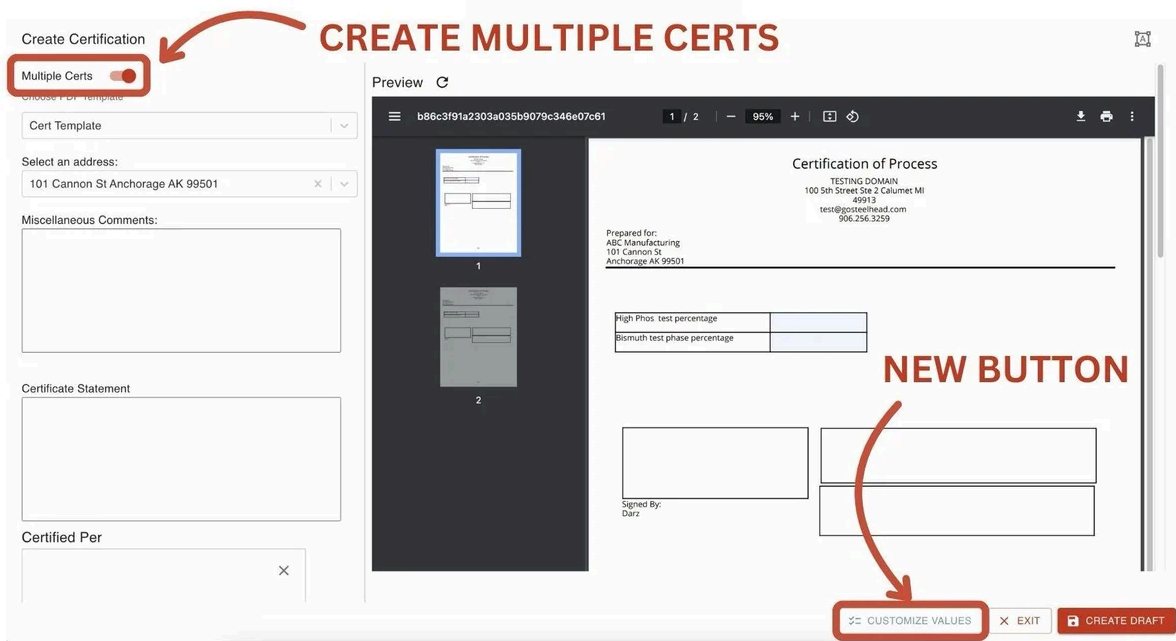 Create Certification
CREATE MULTIPLE CERTS
Multiple Certs
Choose PDF Template
Cert Template
Select an address:
101 Cannon St Anchorage AK 99501
Miscellaneous Comments:
Certificate Statement
Certified Per
Preview
b86c3f91a2303a035b9079c346e07c61
1 / 2
95%
1
2
Certification of Process
TESTING DOMAIN
100 5th Street Ste 2 Calumet MI
49913
test@gosteelhead.com
906.256.3259
Prepared for:
ABC Manufacturing
101 Cannon St
Anchorage AK 99501
High Phos test percentage
Bismuth test phase percentage
NEW BUTTON
Signed By:
Darz
CUSTOMIZE VALUES
EXIT
CREATE DRAFT